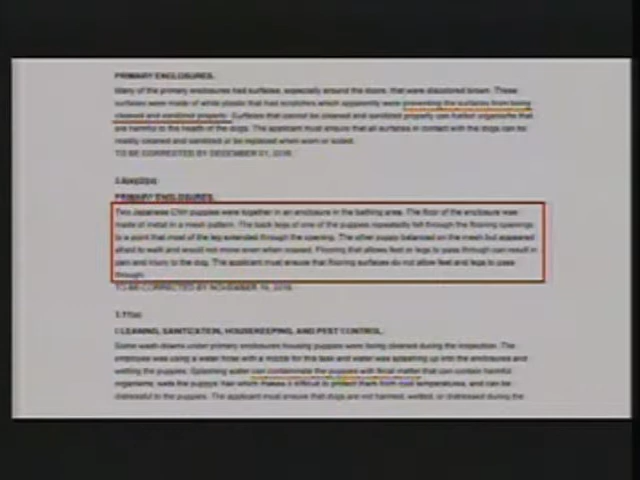 PRIMARY ENCLOSURES.
Many of the primary enclosures had surfaces, especially around the doors, that were discolored brown. These
surfaces were made of white plastic that had scratches which apparently were preventing the surfaces from being
cleaned and sanitized properly. Surfaces that cannot be cleaned and sanitized properly can harbor organisms that
are harmful to the health of the dogs. The applicant must ensure that all surfaces in contact with the dogs can be
readily cleaned and sanitized or be replaced when worn or soiled.
TO BE CORRECTED BY DECEMBER
PRIMARY ENCLOSURES.
Two Japanese Chin puppies were together in an enclosure in the bathing area. The floor of the enclosure was
made of metal in a mesh pattern. The back legs of one of the puppies repeatedly fell through the flooring openings
to a point that most of the leg extended through the opening. The other puppy balanced on the mesh but appeared
afraid to walk and would not move even when coaxed. Flooring that allows feet or legs to pass through can result in
pain and injury to the dog. The applicant must ensure that flooring surfaces do not allow feet and legs to pass
through.
TO BE CORRECTED BY NOVEMBER
CLEANING, SANITIZATION, HOUSEKEEPING, AND PEST CONTROL.
Some wash downs under primary enclosures housing puppies were being cleaned during the inspection. The
employee was using a water hose with a nozzle for this task and water was splashing up into the enclosures and
wetting the puppies. Splashing water can contaminate the puppies with fecal matter that can contain harmful
organisms, wets the puppys' hair which makes it difficult to protect them from cool temperatures, and can be
distressful to the puppies. The applicant must ensure that dogs are not harmed, wetted, or distressed during the